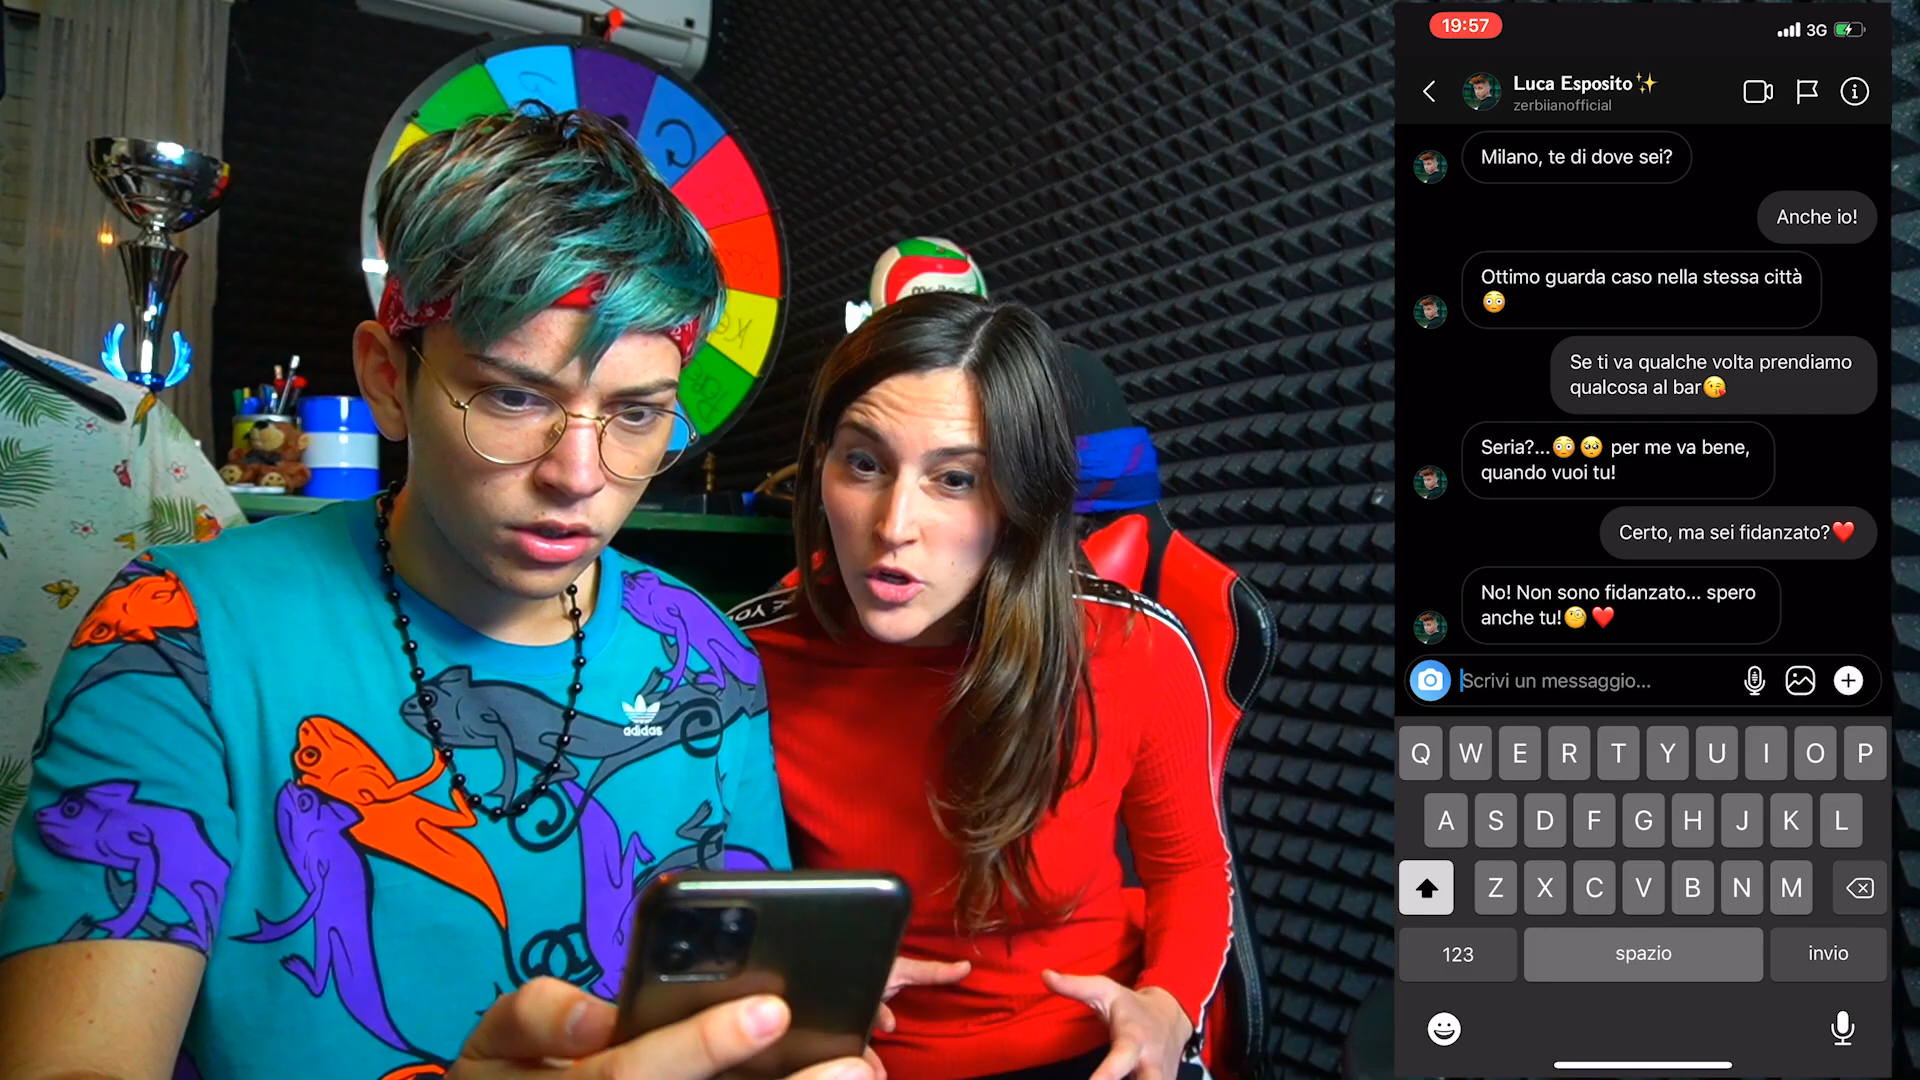 19:57
3G
Luca Esposito✨
zerbiianofficial
Milano, te di dove sei?
Anche io!
Ottimo guarda caso nella stessa città
😳
Se ti va qualche volta prendiamo
qualcosa al bar😘
Seria?...😳🥺 per me va bene,
quando vuoi tu!
Certo, ma sei fidanzato?❤️
No! Non sono fidanzato... spero
anche tu!🧐❤️
Scrivi un messaggio...
Q W E R T Y U I O P
A S D F G H J K L
Z X C V B N M
123 spazio invio
adidas